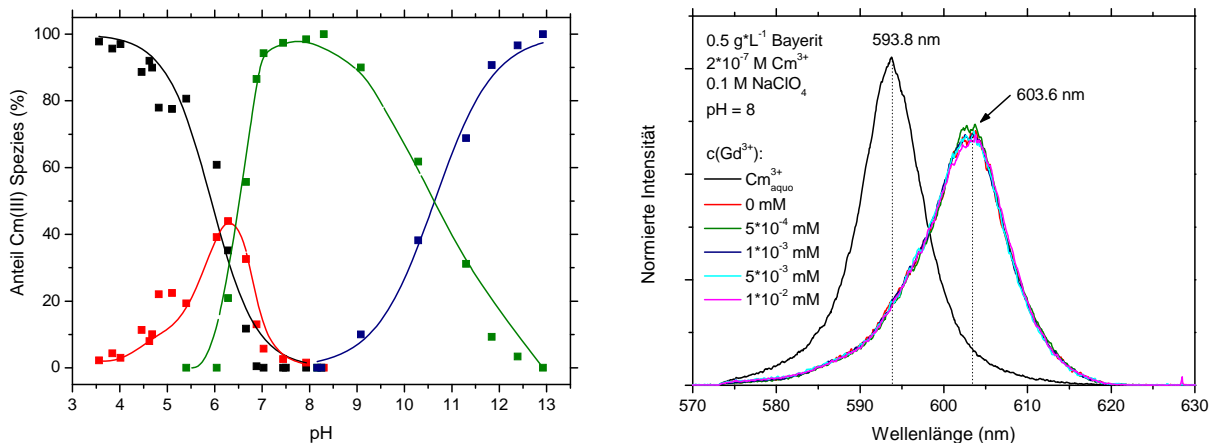 Anteil Cm(III) Spezies (%)
100
80
60
40
20
0
3 4 5 6 7 8 9 10 11 12 13
pH
Normierte Intensität
0.5 g*L⁻¹ Bayerit
2*10⁻⁷ M Cm³⁺
0.1 M NaClO₄
pH = 8
c(Gd³⁺):
Cm³⁺aquo
0 mM
5*10⁻⁴ mM
1*10⁻³ mM
5*10⁻³ mM
1*10⁻² mM
593.8 nm
603.6 nm
570 580 590 600 610 620 630
Wellenlänge (nm)